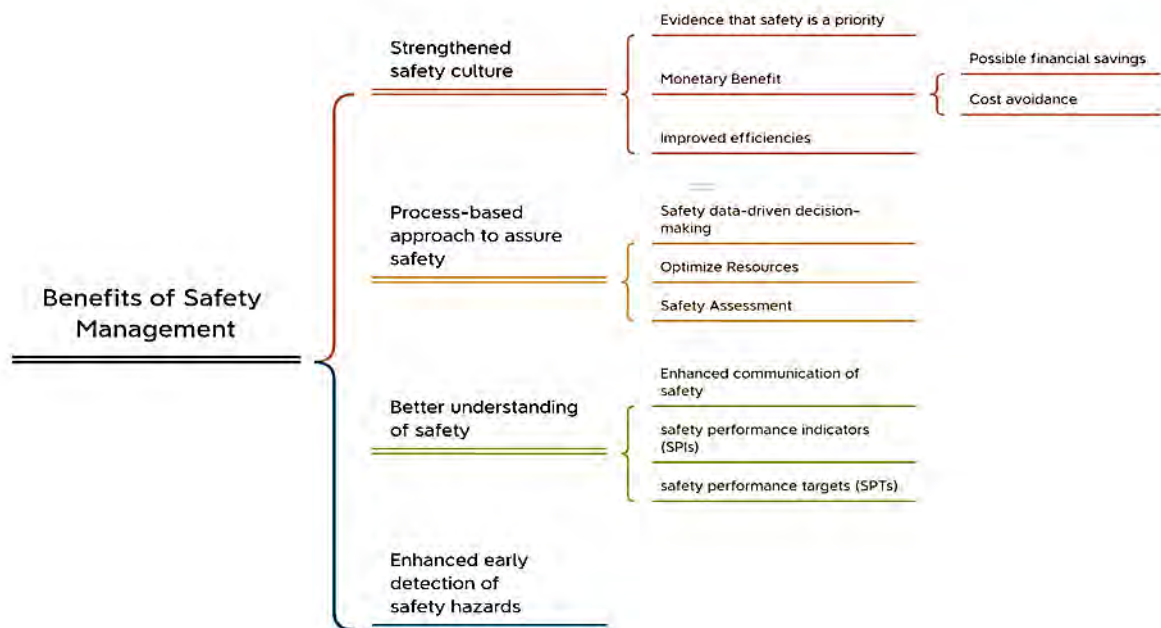 Benefits of Safety
Management
Strengthened
safety culture
Evidence that safety is a priority
Monetary Benefit
Possible financial savings
Cost avoidance
Improved efficiencies
Process-based
approach to assure
safety
Safety data-driven decision-
making
Optimize Resources
Safety Assessment
Better understanding
of safety
Enhanced communication of
safety
safety performance indicators
(SPIs)
safety performance targets (SPTs)
Enhanced early
detection of
safety hazards